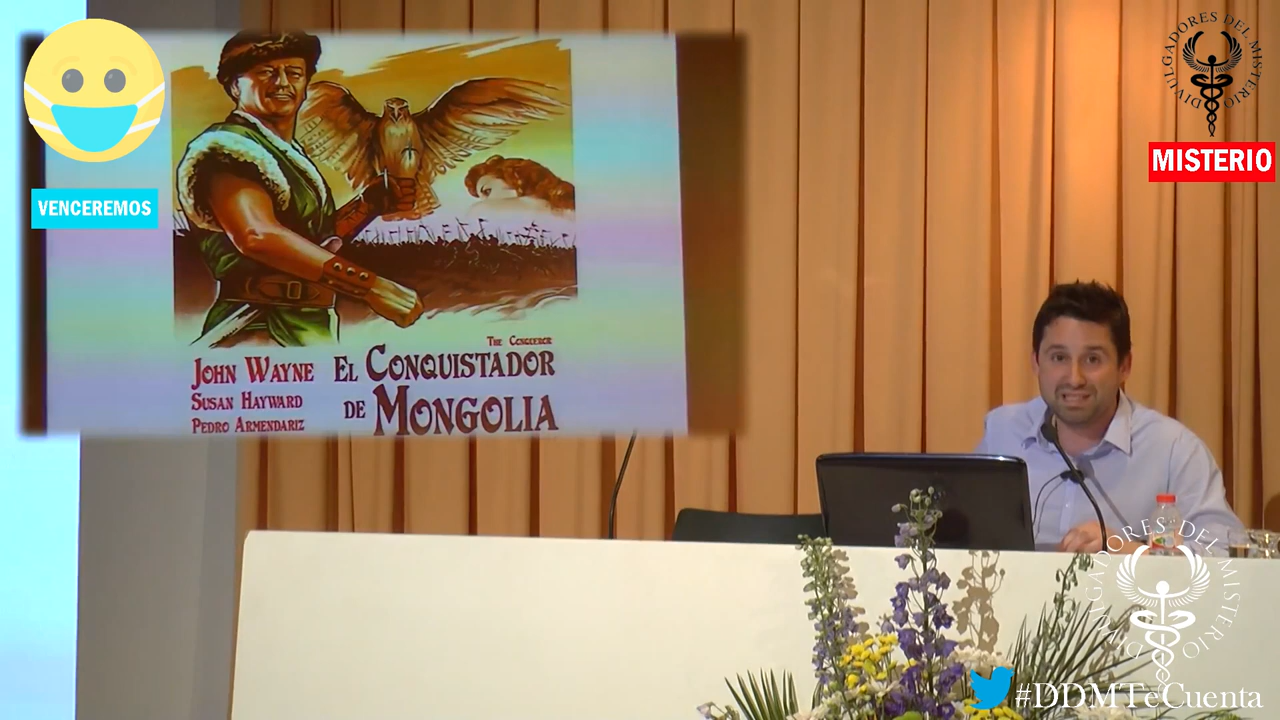 VENCEREMOS
DIVULGADORES DEL MISTERIO
MISTERIO
THE CONQUEROR
JOHN WAYNE
SUSAN HAYWARD
PEDRO ARMENDARIZ
EL CONQUISTADOR
DE MONGOLIA
DIVULGADORES DEL MISTERIO
#DDMTeCuenta